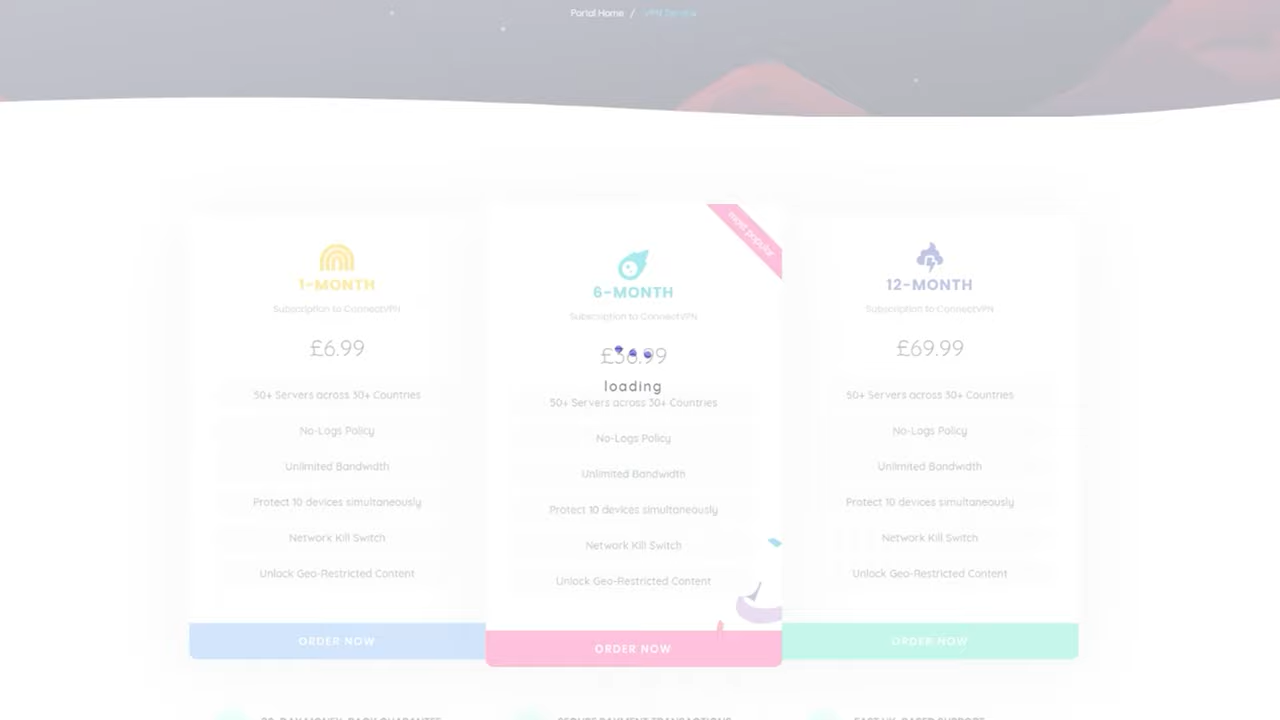 Portal Home / VPN Service
most popular
1-MONTH
Subscription to ConnectVPN
£6.99
50+ Servers across 30+ Countries
No-Logs Policy
Unlimited Bandwidth
Protect 10 devices simultaneously
Network Kill Switch
Unlock Geo-Restricted Content
ORDER NOW
6-MONTH
Subscription to ConnectVPN
£36.99
loading
50+ Servers across 30+ Countries
No-Logs Policy
Unlimited Bandwidth
Protect 10 devices simultaneously
Network Kill Switch
Unlock Geo-Restricted Content
ORDER NOW
12-MONTH
Subscription to ConnectVPN
£69.99
50+ Servers across 30+ Countries
No-Logs Policy
Unlimited Bandwidth
Protect 10 devices simultaneously
Network Kill Switch
Unlock Geo-Restricted Content
ORDER NOW